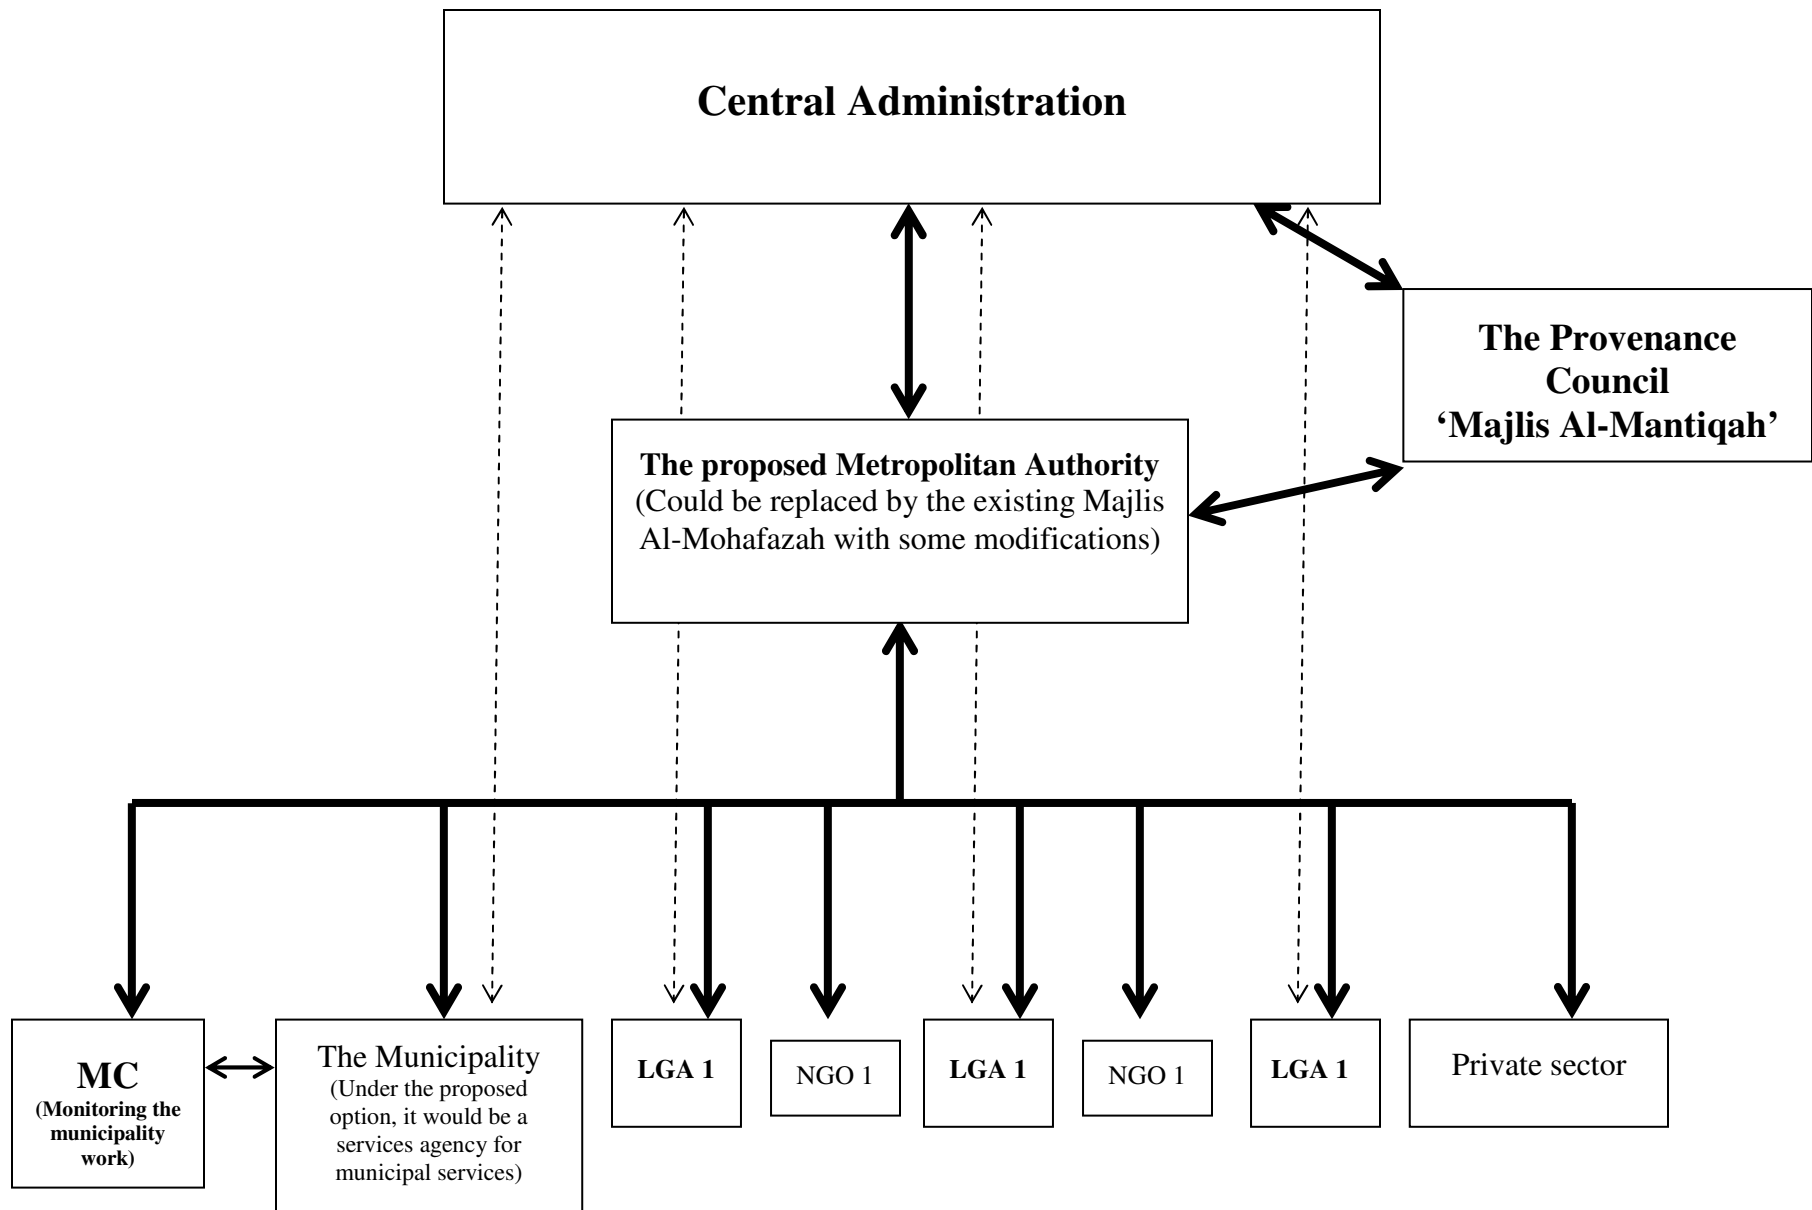 Central Administration
The Provenance
Council
‘Majlis Al-Mantiqah’
The proposed Metropolitan Authority
(Could be replaced by the existing Majlis
Al-Mohafazah with some modifications)
MC
(Monitoring the
municipality
work)
The Municipality
(Under the proposed
option, it would be a
services agency for
municipal services)
LGA 1
NGO 1
LGA 1
NGO 1
LGA 1
Private sector